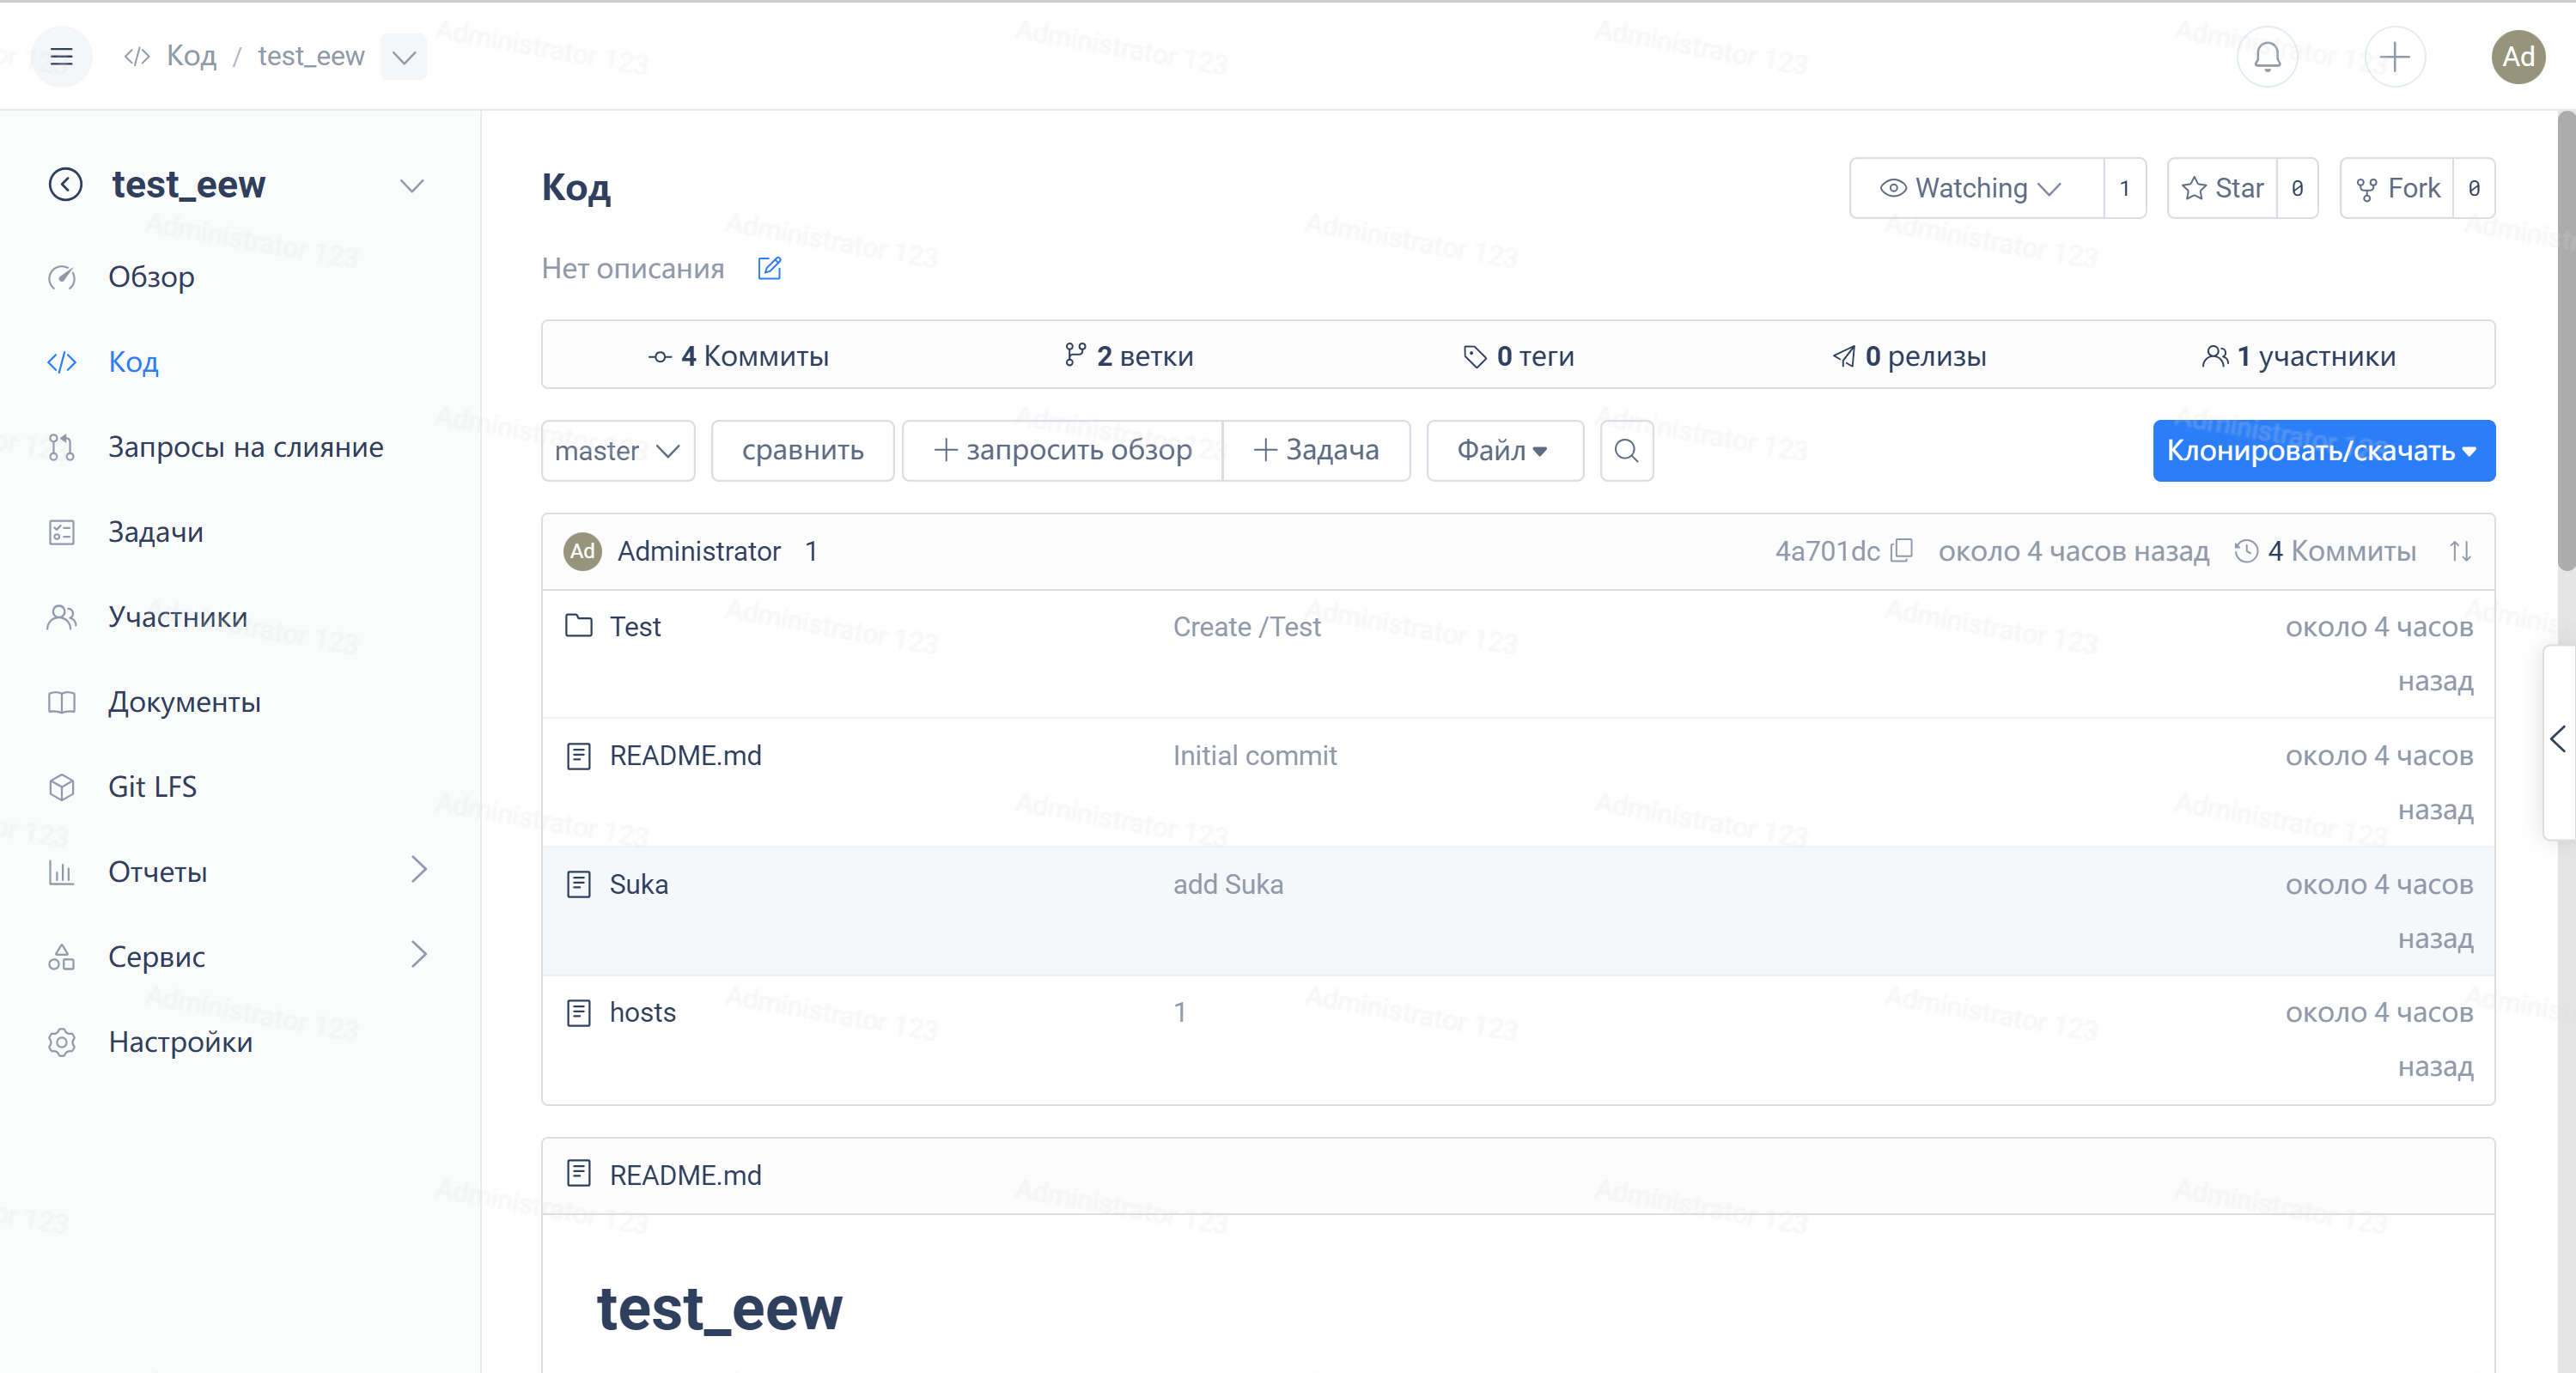 Код / test_eew
Ad
test_eew
Обзор
Код
Запросы на слияние
Задачи
Участники
Документы
Git LFS
Отчеты
Сервис
Настройки
Код
Watching 1
Star 0
Fork 0
Нет описания
4 Коммиты
2 ветки
0 теги
0 релизы
1 участники
master
сравнить
запросить обзор
Задача
Файл
Клонировать/скачать
Ad Administrator 1 4a701dc около 4 часов назад 4 Коммиты
Test Create /Test около 4 часов
назад
README.md Initial commit около 4 часов
назад
Suka add Suka около 4 часов
назад
hosts 1 около 4 часов
назад
README.md
test_eew
Administrator 123